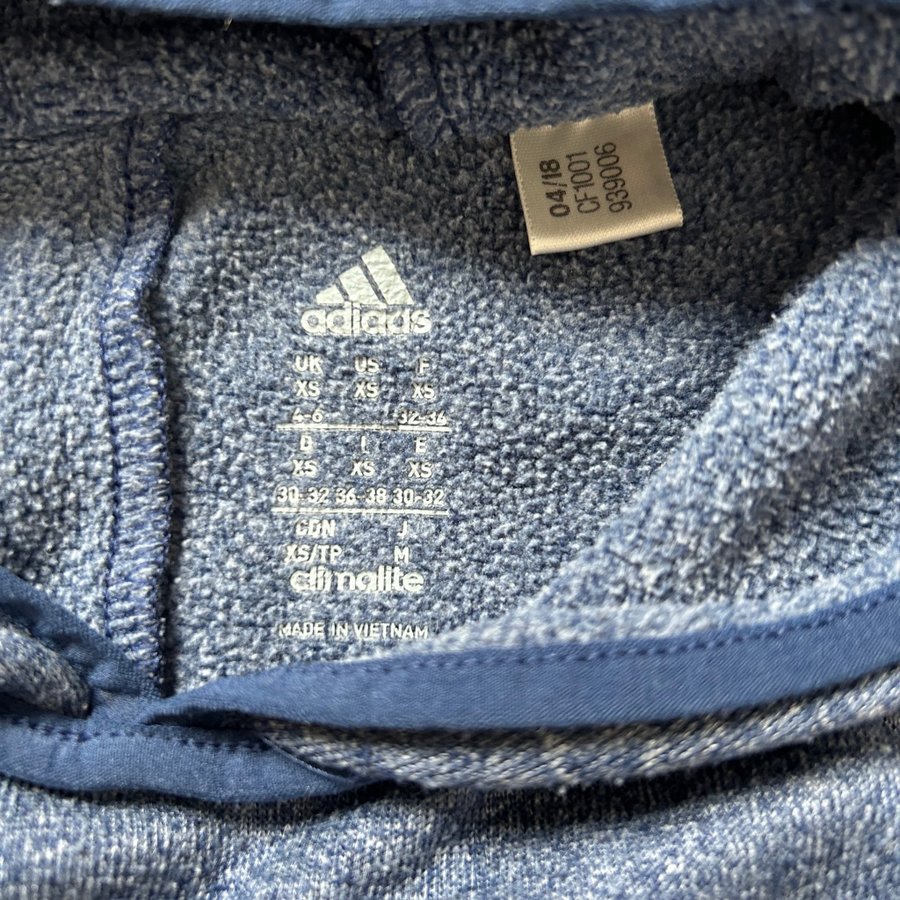 04/18
CF1001
939006
adidas
UK US F
XS XS XS
4-6 32-34
D I E
XS XS XS
30-32 36-38 30-32
CDN J
XS/TP M
climalite
MADE IN VIETNAM